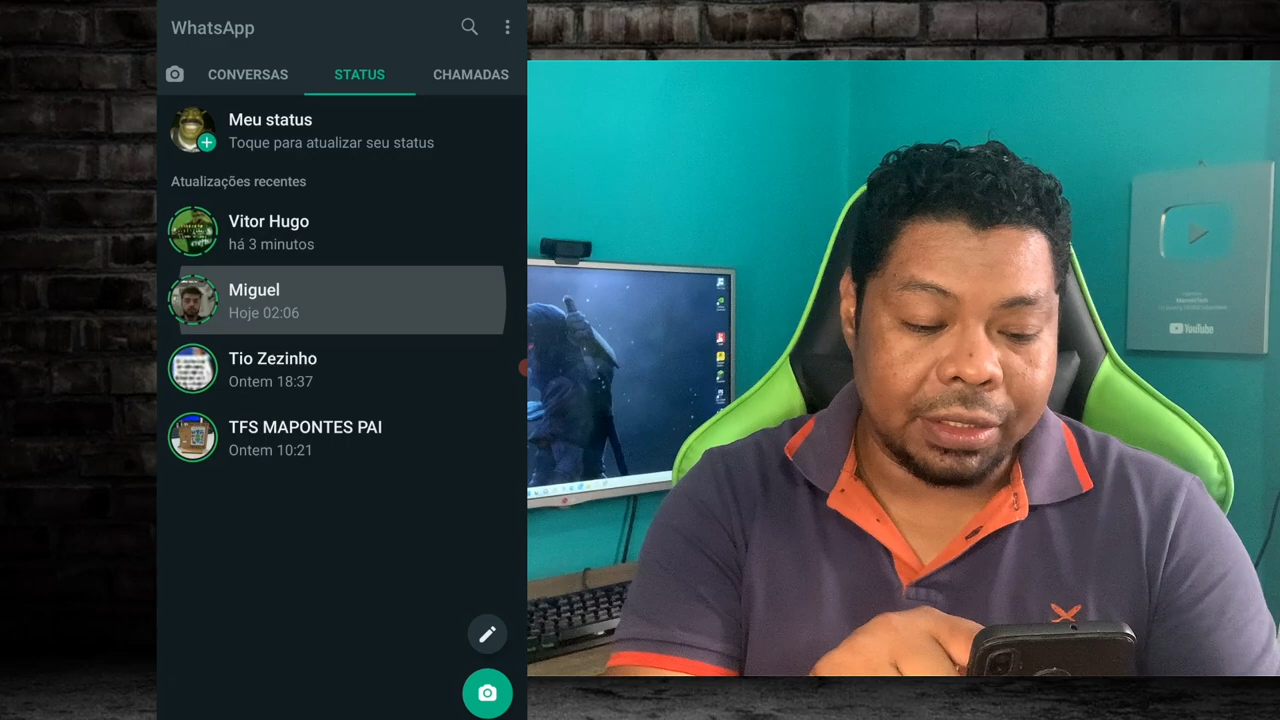 WhatsApp
CONVERSAS
STATUS
CHAMADAS
Meu status
Toque para atualizar seu status
Atualizações recentes
Vitor Hugo
há 3 minutos
Miguel
Hoje 02:06
Tio Zezinho
Ontem 18:37
TFS MAPONTES PAI
Ontem 10:21
YouTube